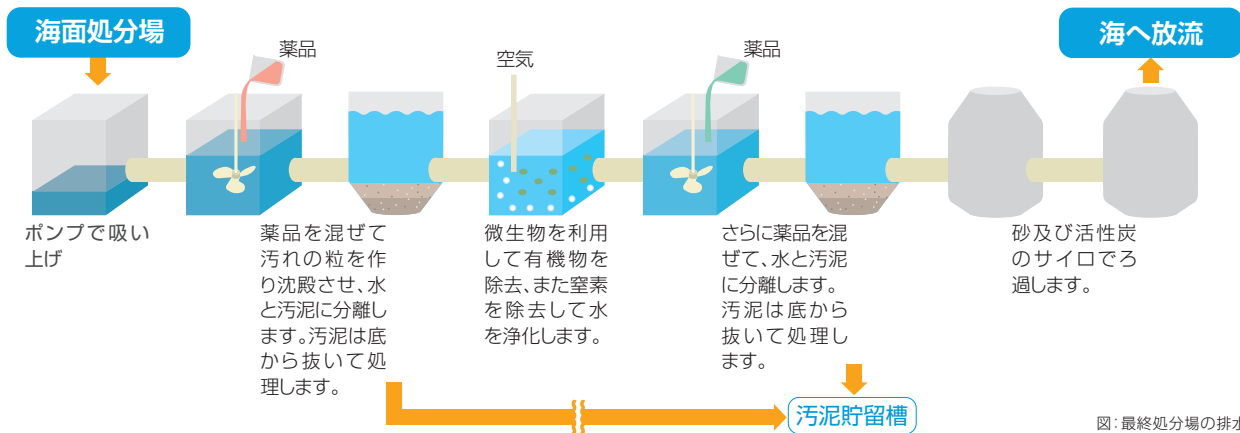 海面処分場
海へ放流
薬品
空気
薬品
ポンプで吸い
上げ
薬品を混ぜて
汚れの粒を作
り沈殿させ、水
と汚泥に分離し
ます。汚泥は底
から抜いて処
理します。
微生物を利用
して有機物を
除去、また窒素
を除去して水
を浄化します。
さらに薬品を混
ぜて、水と汚泥
に分離します。
汚泥は底から
抜いて処理し
ます。
砂及び活性炭
のサイロでろ
過します。
汚泥貯留槽
図:最終処分場の排水